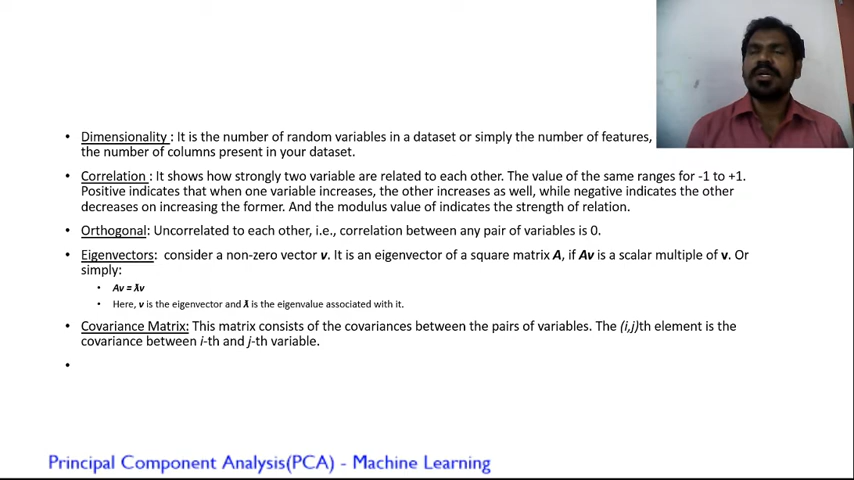 • Dimensionality : It is the number of random variables in a dataset or simply the number of features,
the number of columns present in your dataset.
• Correlation : It shows how strongly two variable are related to each other. The value of the same ranges for -1 to +1.
Positive indicates that when one variable increases, the other increases as well, while negative indicates the other
decreases on increasing the former. And the modulus value of indicates the strength of relation.
• Orthogonal: Uncorrelated to each other, i.e., correlation between any pair of variables is 0.
• Eigenvectors: consider a non-zero vector v. It is an eigenvector of a square matrix A, if Av is a scalar multiple of v. Or
simply:
• Av = ƛv
• Here, v is the eigenvector and ƛ is the eigenvalue associated with it.
• Covariance Matrix: This matrix consists of the covariances between the pairs of variables. The (i,j)th element is the
covariance between i-th and j-th variable.
•
Principal Component Analysis(PCA) - Machine Learning